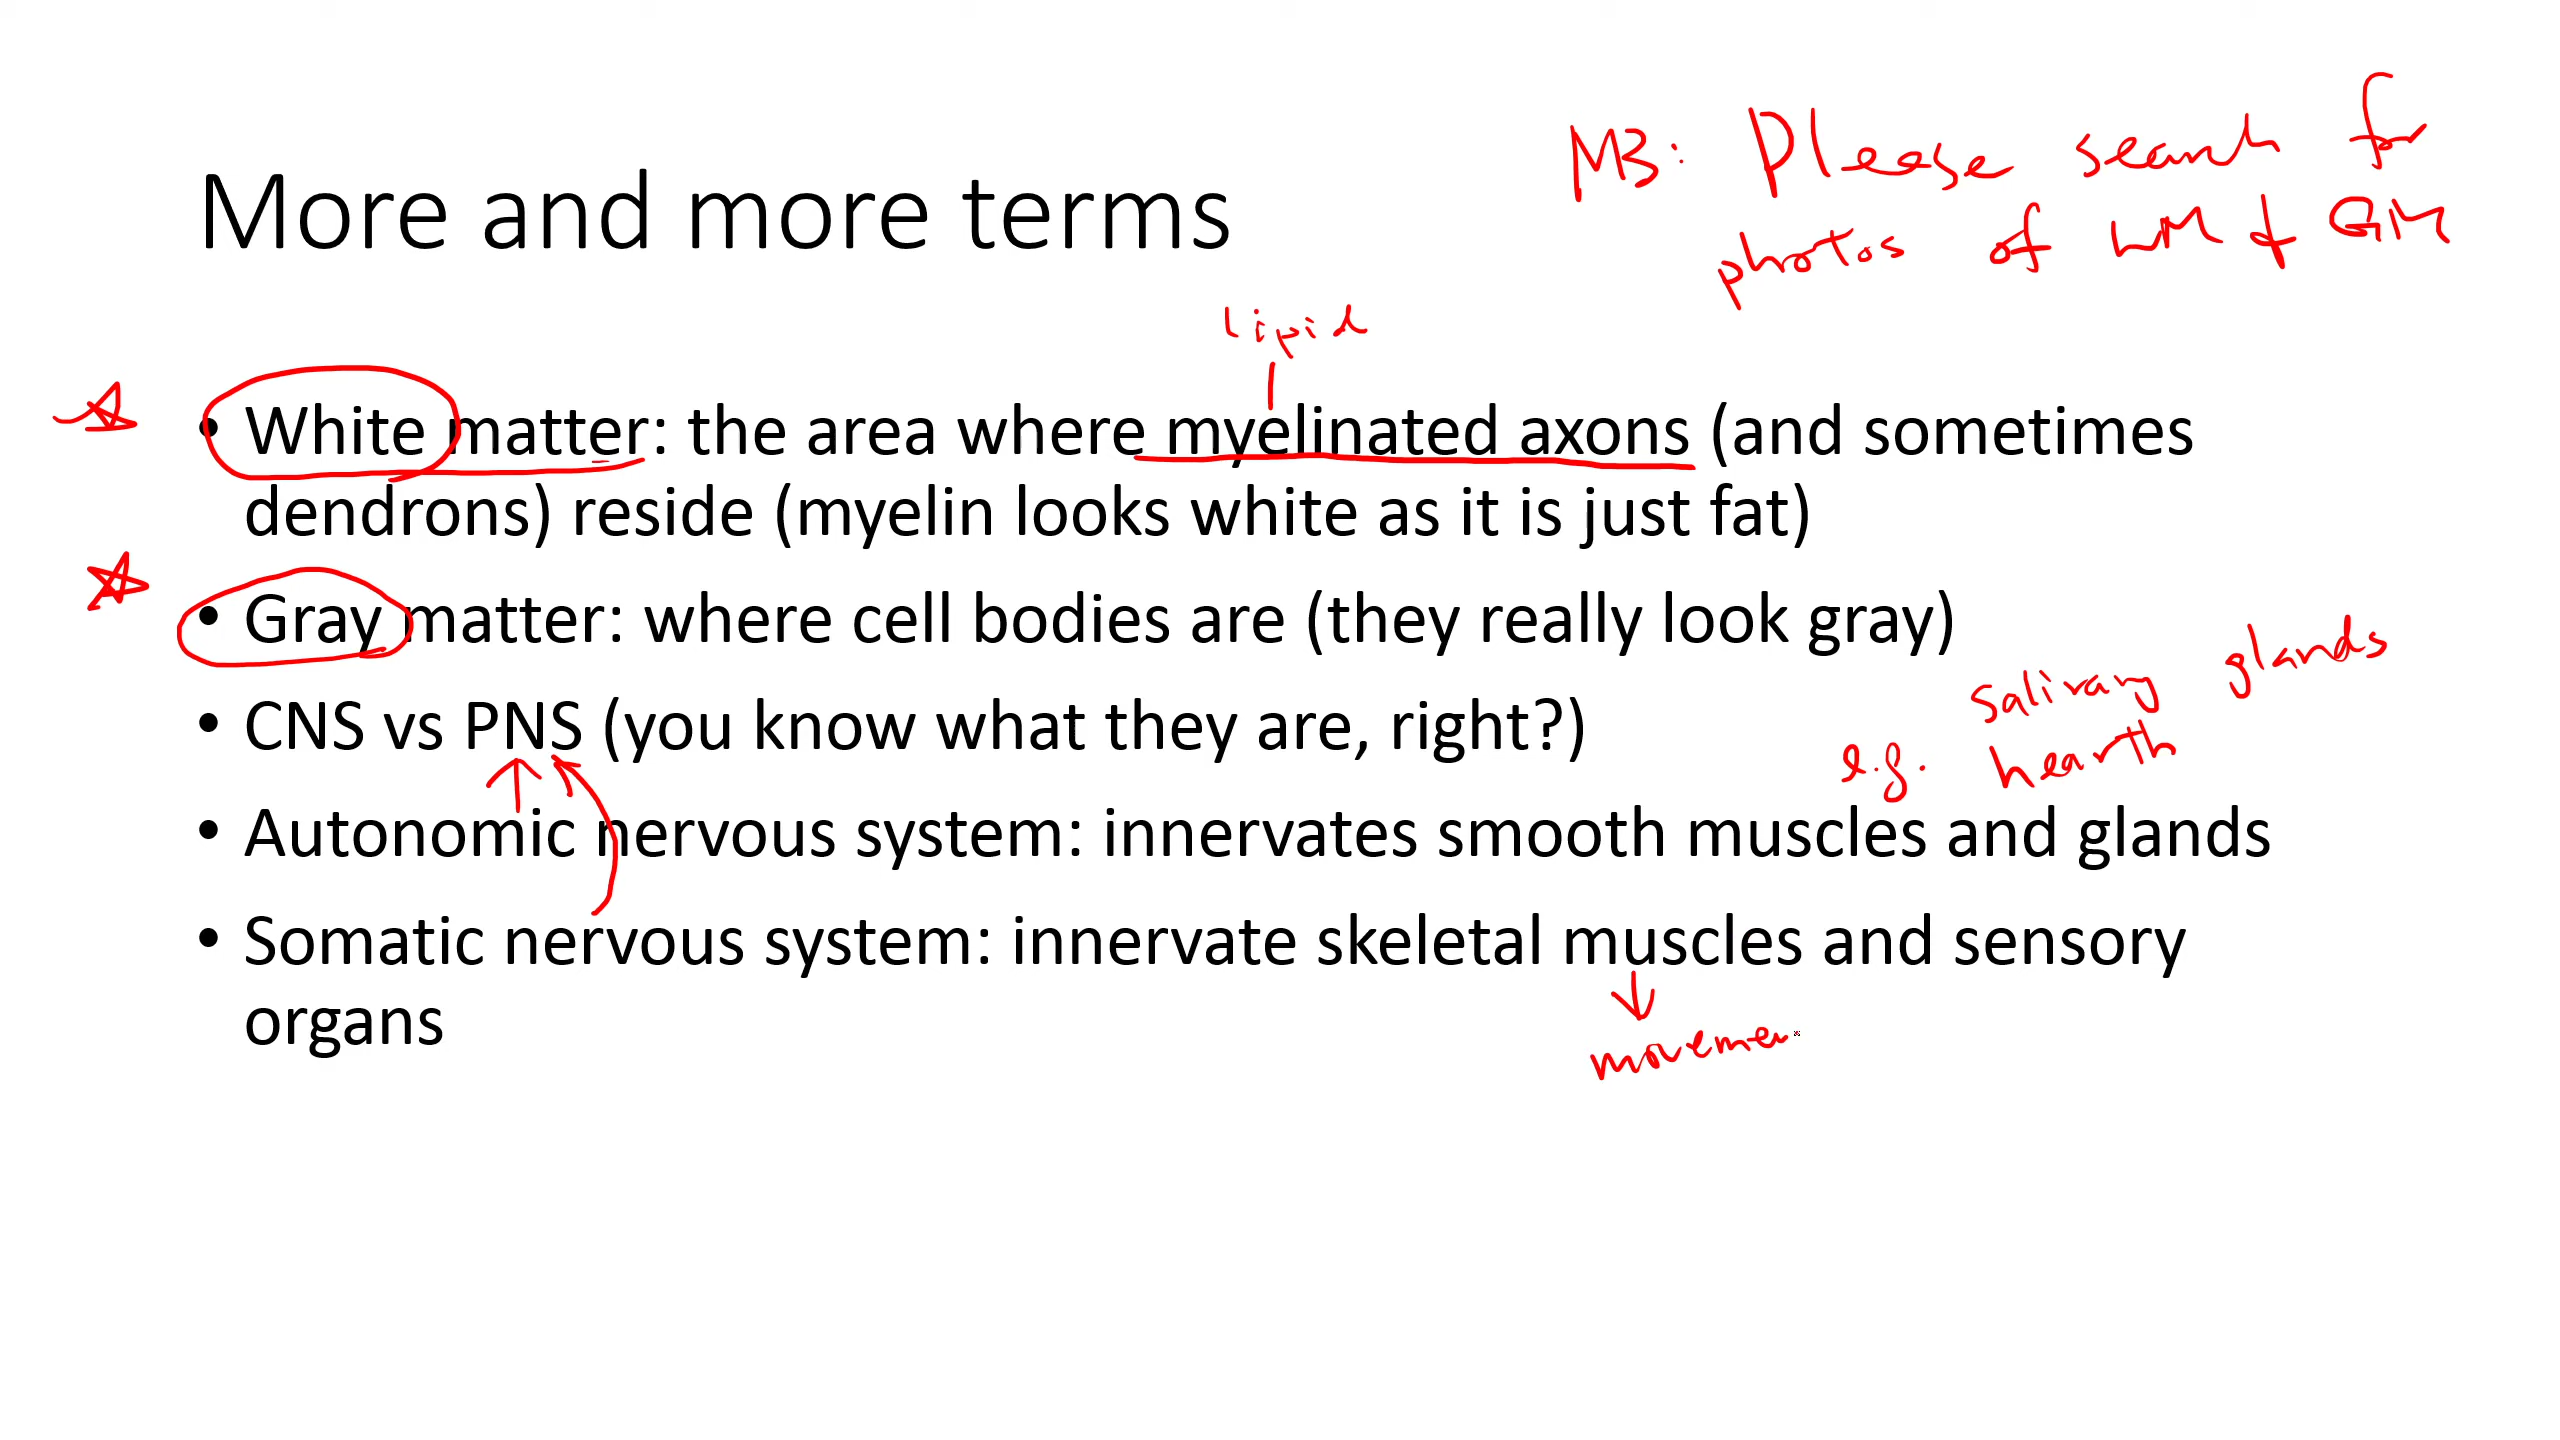 M3: Please search for
photos of WM & GM
More and more terms
lipid
• White matter: the area where myelinated axons (and sometimes
dendrons) reside (myelin looks white as it is just fat)
• Gray matter: where cell bodies are (they really look gray)
salivary glands
• CNS vs PNS (you know what they are, right?)
e.g. hearth
• Autonomic nervous system: innervates smooth muscles and glands
• Somatic nervous system: innervate skeletal muscles and sensory
organs
movemen